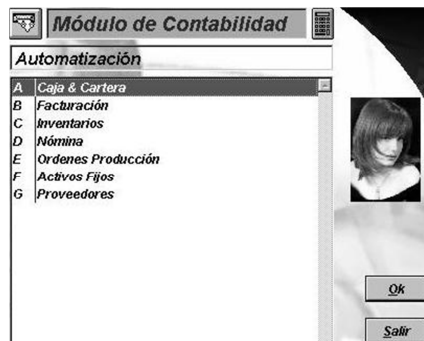 Módulo de Contabilidad
Automatización
A Caja & Cartera
B Facturación
C Inventarios
D Nómina
E Ordenes Producción
F Activos Fijos
G Proveedores
Ok
Salir